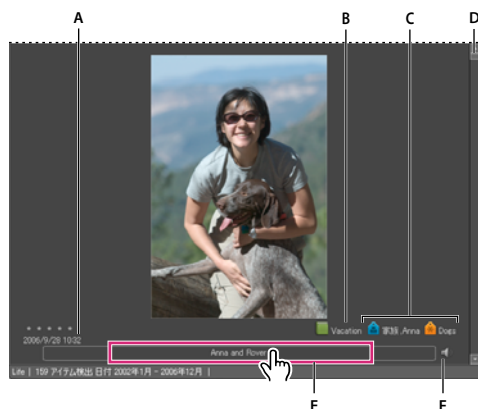 A B C D
Vacation 家族 ,Anna Dogs
2006/9/28 10:32
Anna and Rover
Life | 159 アイテム検出 日付 2002年1月 - 2006年12月 |
F E